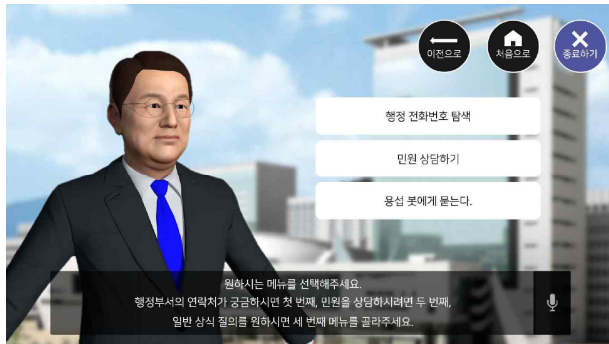 이전으로
처음으로
종료하기
행정 전화번호 탐색
민원 상담하기
용섭 봇에게 묻는다.
원하시는 메뉴를 선택해주세요.
행정부서의 연락처가 궁금하시면 첫 번째, 민원을 상담하시려면 두 번째,
일반 상식 질의를 원하시면 세 번째 메뉴를 골라주세요.